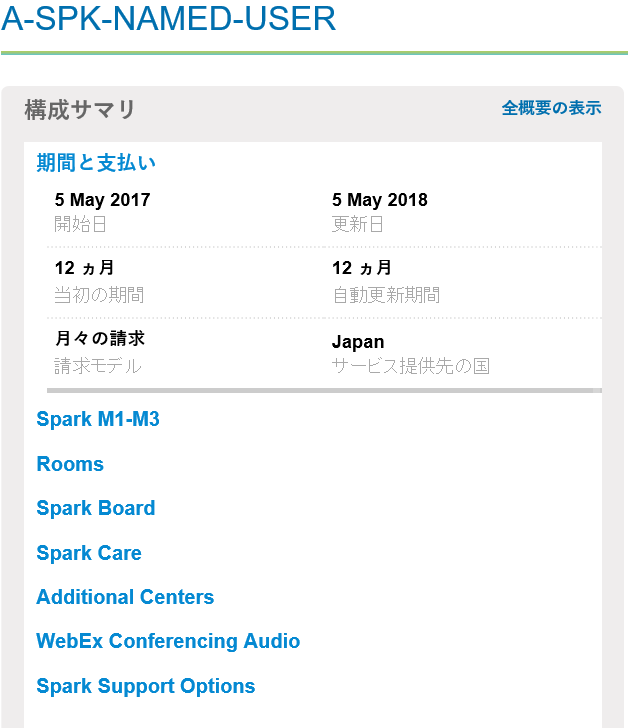 A-SPK-NAMED-USER
構成サマリ 全概要の表示
期間と支払い
5 May 2017 5 May 2018
開始日 更新日
12 ヵ月 12 ヵ月
当初の期間 自動更新期間
月々の請求 Japan
請求モデル サービス提供先の国
Spark M1-M3
Rooms
Spark Board
Spark Care
Additional Centers
WebEx Conferencing Audio
Spark Support Options